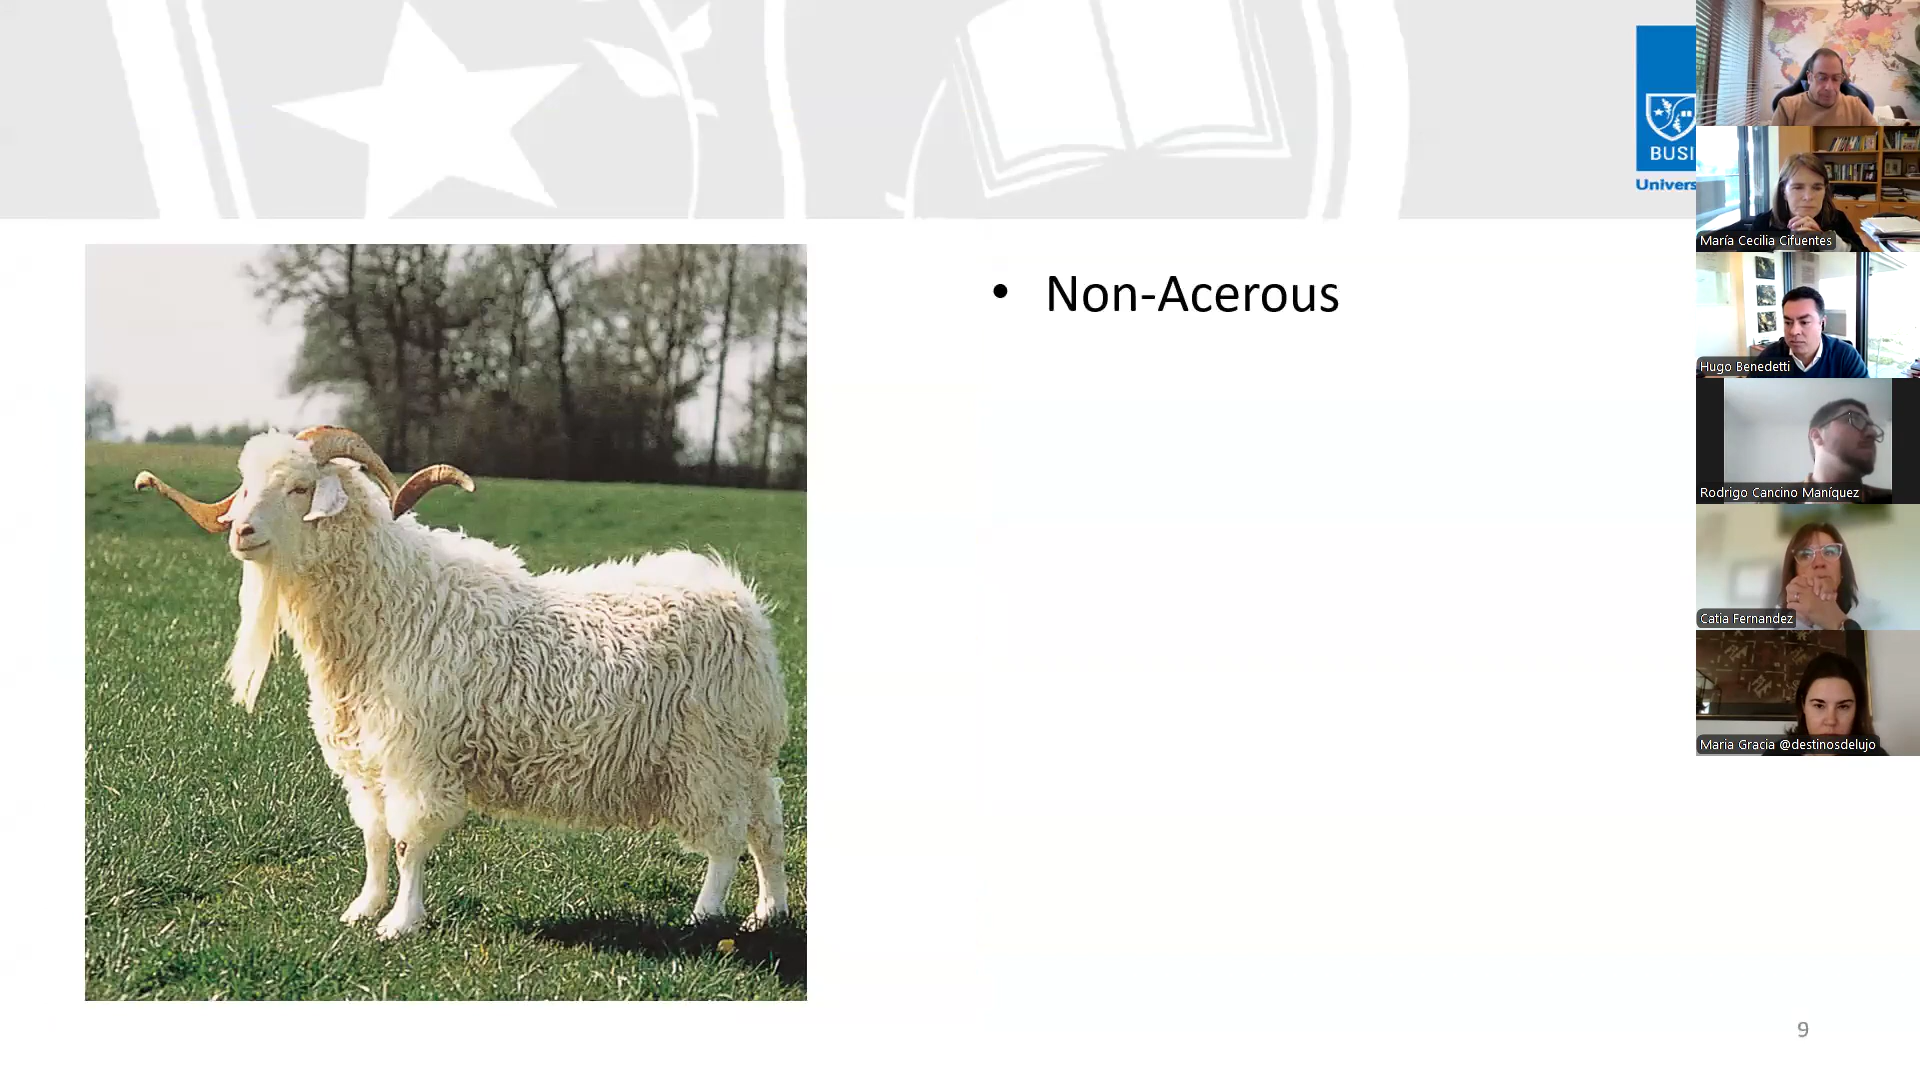 BUSI
Univers
• Non-Acerous
María Cecilia Cifuentes
Hugo Benedetti
Rodrigo Cancino Maníquez
Catia Fernandez
Maria Gracia @destinosdelujo
9